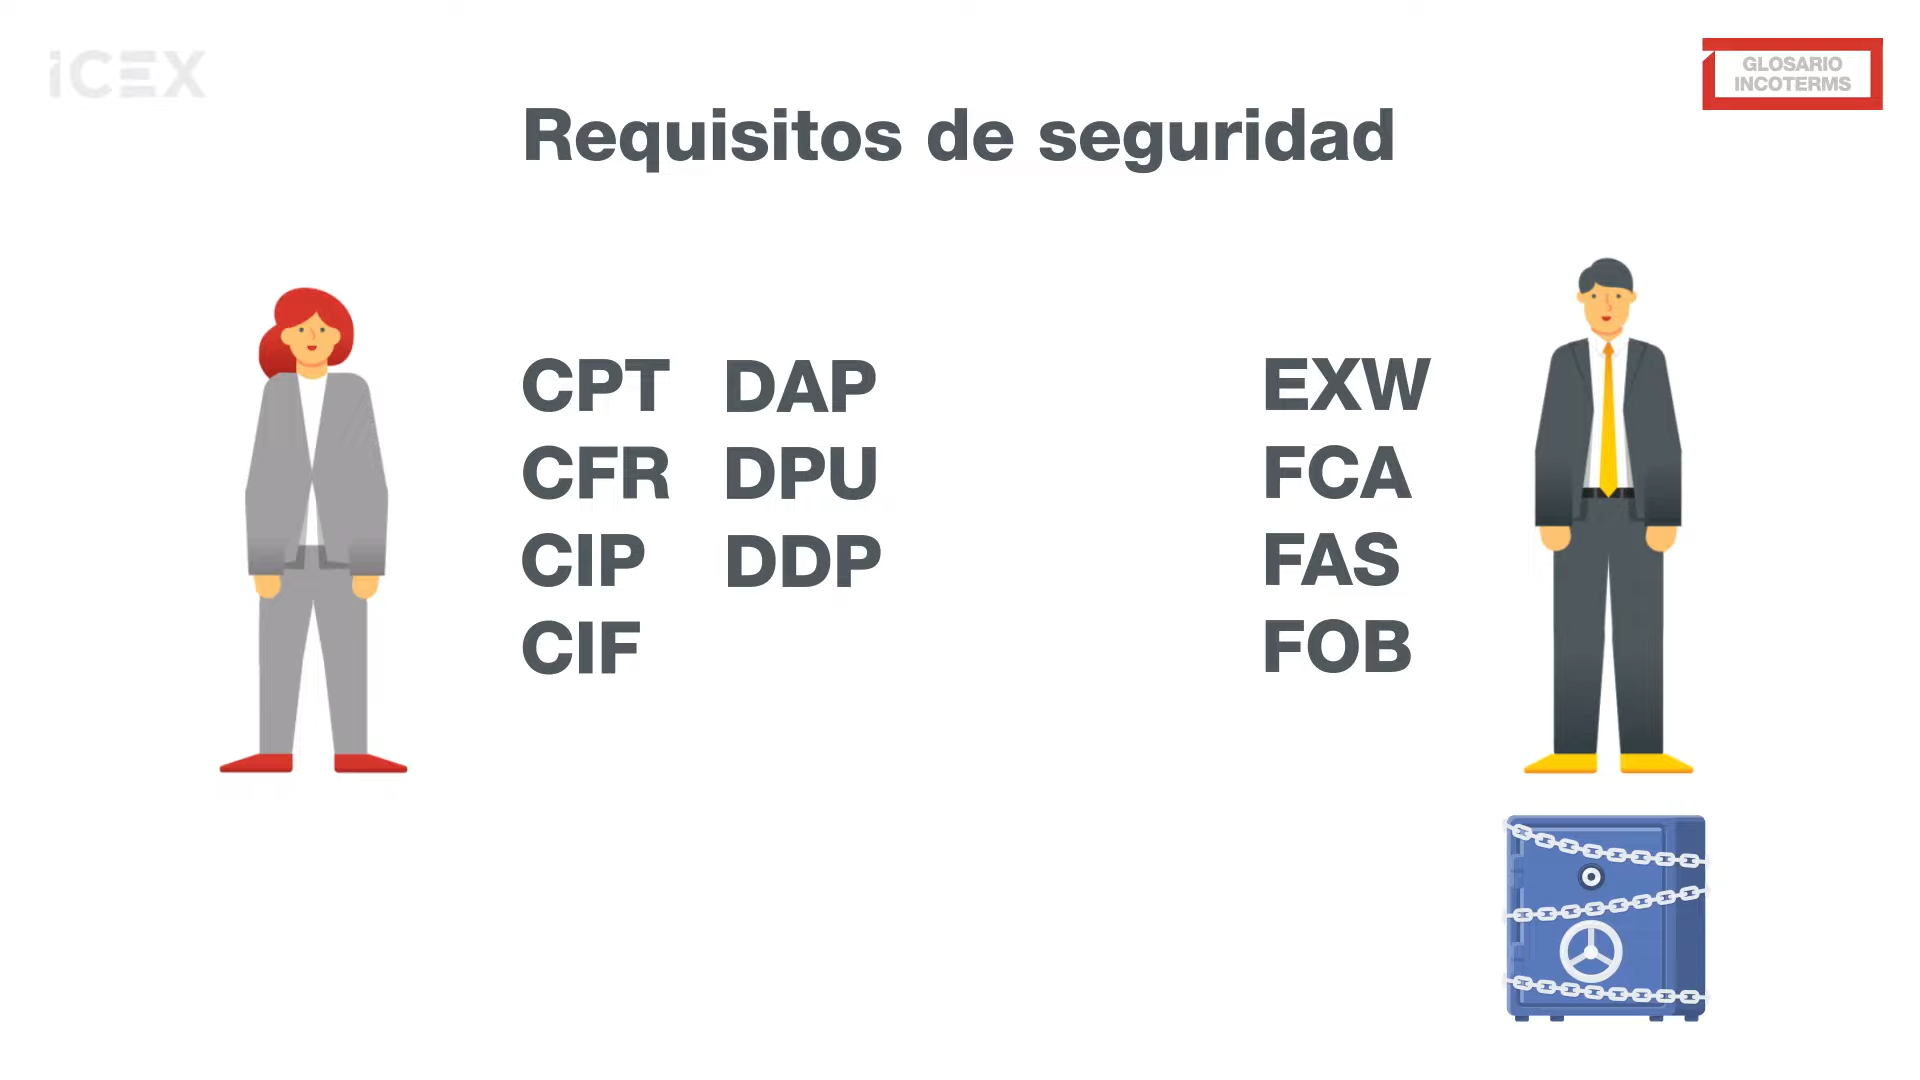 iCEX
GLOSARIO
INCOTERMS
Requisitos de seguridad
CPT DAP
CFR DPU
CIP DDP
CIF
EXW
FCA
FAS
FOB